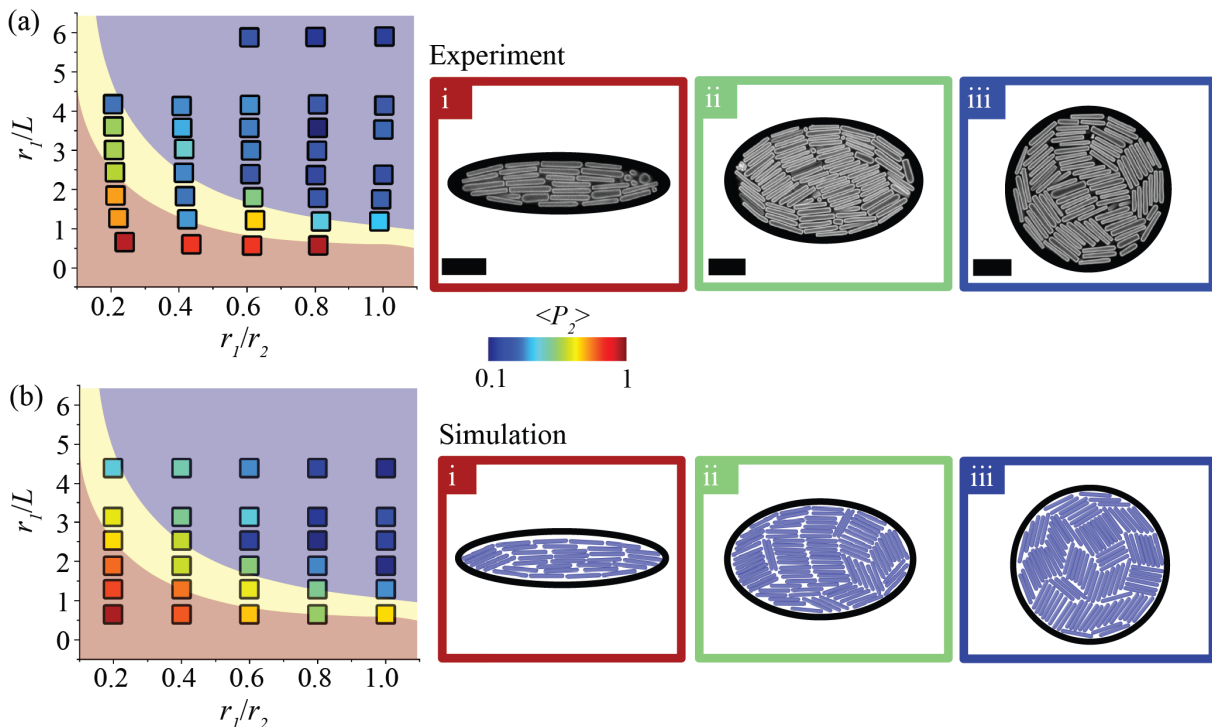 (a)
6
5
4
3
2
1
0
r₁/L
0.2 0.4 0.6 0.8 1.0
r₁/r₂
Experiment
i
ii
iii
<P₂>
0.1 1
(b)
6
5
4
3
2
1
0
r₁/L
0.2 0.4 0.6 0.8 1.0
r₁/r₂
Simulation
i
ii
iii